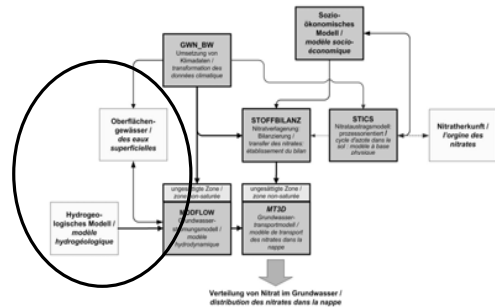 Sozio-
ökonomisches
Modell /
modèle socio-
économique
GWN_BW
Umsetzung von
Klimadaten /
transformation des
données climatique
Oberflächen-
gewässer /
des eaux
superficielles
STOFFBILANZ
Nitratverlagerung
Bilanzierung /
transfer des nitrates:
établissement du bilan
STICS
Nitrataustragsmodell:
prozessorientiert /
cycle d'azote dans le
sol : modèle à base
physique
Nitratherkunft /
l'orgine des
nitrates
ungesättigte Zone /
zone non-saturée
ungesättigte Zone /
zone non-saturée
Hydrogeo-
logisches Modell /
modèle
hydrogéologique
MODFLOW
Grundwasser-
strömungsmodell /
modèle
hydrodynamique
MT3D
Grundwasser-
transportmodell /
modèle de transport
des nitrates dans la
nappe
Verteilung von Nitrat im Grundwasser /
distribution des nitrates dans la nappe